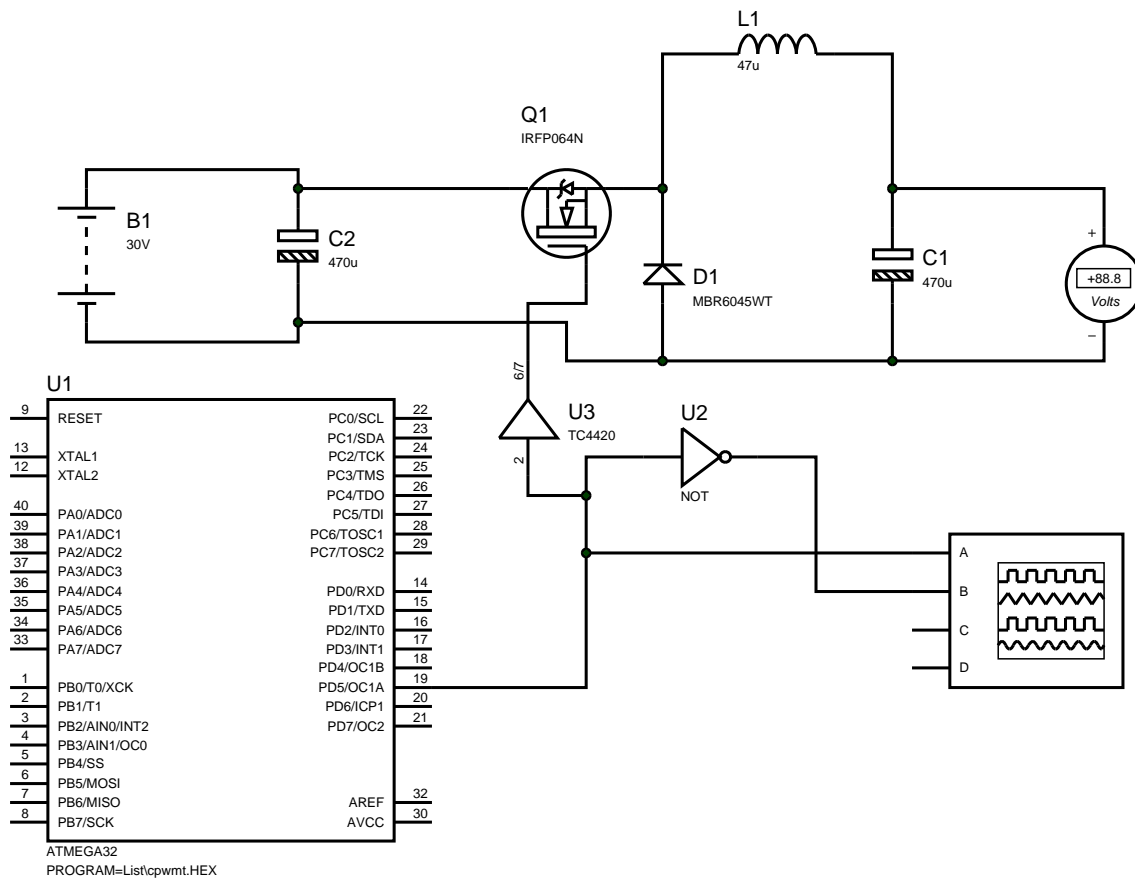 L1
47u
Q1
IRFP064N
B1
30V
C2
470u
D1
MBR6045WT
C1
470u
+
+88.8
Volts
−
U1
9 RESET
13 XTAL1
12 XTAL2
40 PA0/ADC0
39 PA1/ADC1
38 PA2/ADC2
37 PA3/ADC3
36 PA4/ADC4
35 PA5/ADC5
34 PA6/ADC6
33 PA7/ADC7
1 PB0/T0/XCK
2 PB1/T1
3 PB2/AIN0/INT2
4 PB3/AIN1/OC0
5 PB4/SS
6 PB5/MOSI
7 PB6/MISO
8 PB7/SCK
PC0/SCL 22
PC1/SDA 23
PC2/TCK 24
PC3/TMS 25
PC4/TDO 26
PC5/TDI 27
PC6/TOSC1 28
PC7/TOSC2 29
PD0/RXD 14
PD1/TXD 15
PD2/INT0 16
PD3/INT1 17
PD4/OC1B 18
PD5/OC1A 19
PD6/ICP1 20
PD7/OC2 21
AREF 32
AVCC 30
ATMEGA32
PROGRAM=List\cpwmt.HEX
6/7
2
U3
TC4420
U2
NOT
A
B
C
D